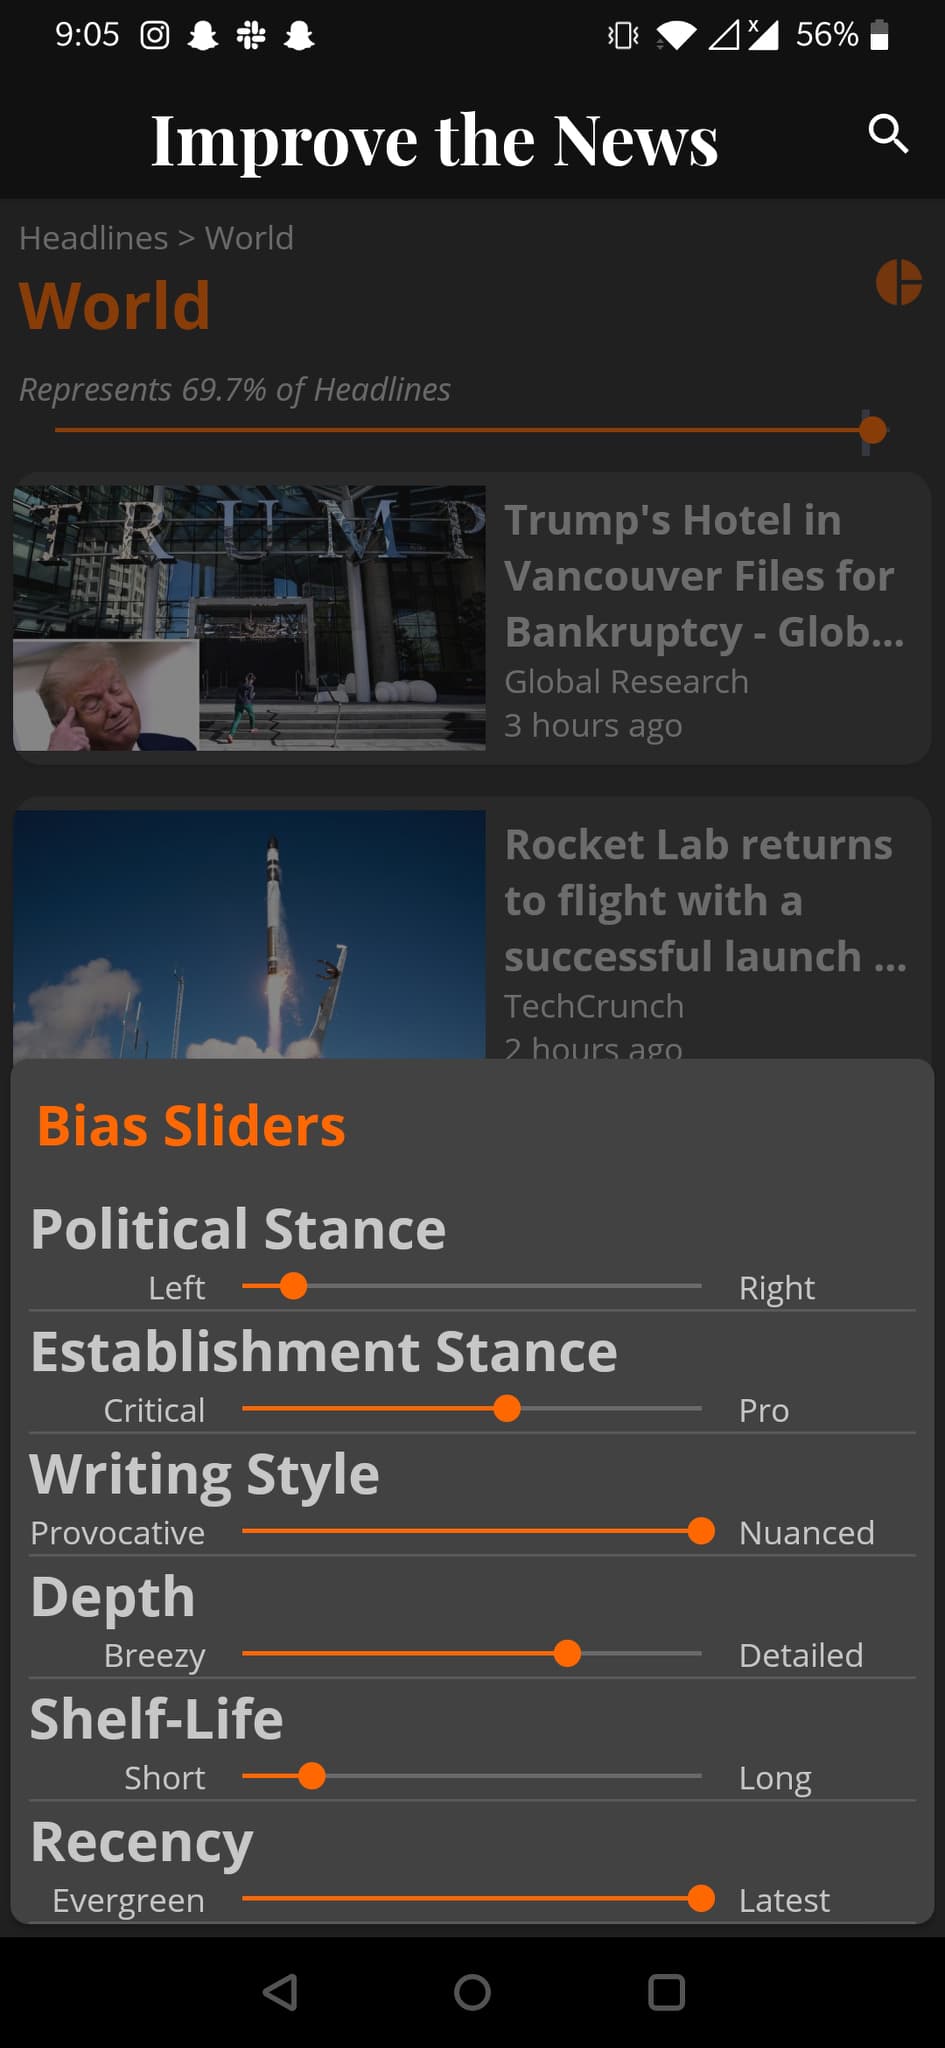 9:05
56%
Improve the News
Headlines > World
World
Represents 69.7% of Headlines
TRUMP
Trump's Hotel in
Vancouver Files for
Bankruptcy - Glob...
Global Research
3 hours ago
Rocket Lab returns
to flight with a
successful launch ...
TechCrunch
2 hours ago
Bias Sliders
Political Stance
Left Right
Establishment Stance
Critical Pro
Writing Style
Provocative Nuanced
Depth
Breezy Detailed
Shelf-Life
Short Long
Recency
Evergreen Latest